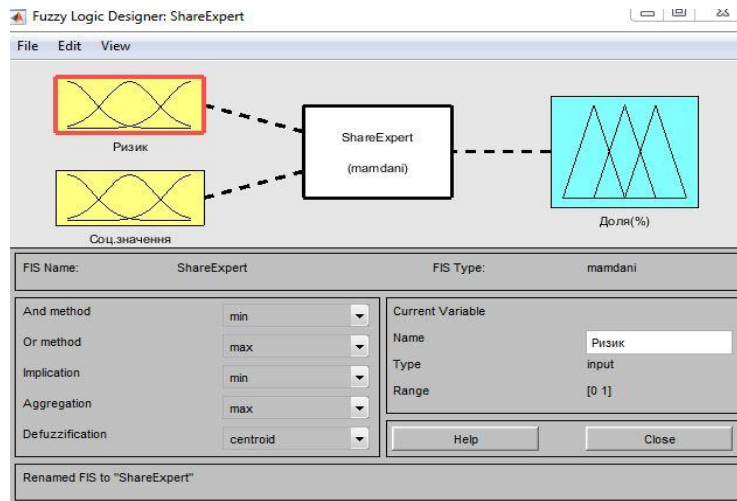 Fuzzy Logic Designer: ShareExpert
File Edit View
Ризик
ShareExpert
(mamdani)
Соц.значення
Доля(%)
FIS Name: ShareExpert FIS Type: mamdani
And method min
Or method max
Implication min
Aggregation max
Defuzzification centroid
Current Variable
Name Ризик
Type input
Range [0 1]
Help Close
Renamed FIS to "ShareExpert"